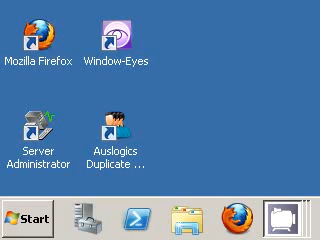 Mozilla Firefox
Window-Eyes
Server
Administrator
Auslogics
Duplicate ...
Start